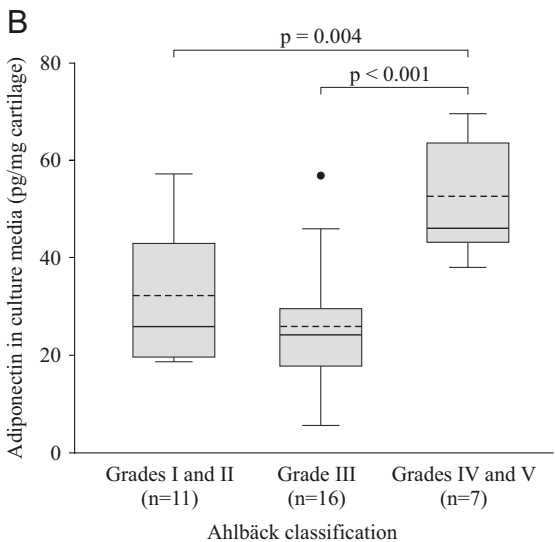 B
p = 0.004
p < 0.001
Adiponectin in culture media (pg/mg cartilage)
80
60
40
20
0
Grades I and II
(n=11)
Grade III
(n=16)
Grades IV and V
(n=7)
Ahlbäck classification